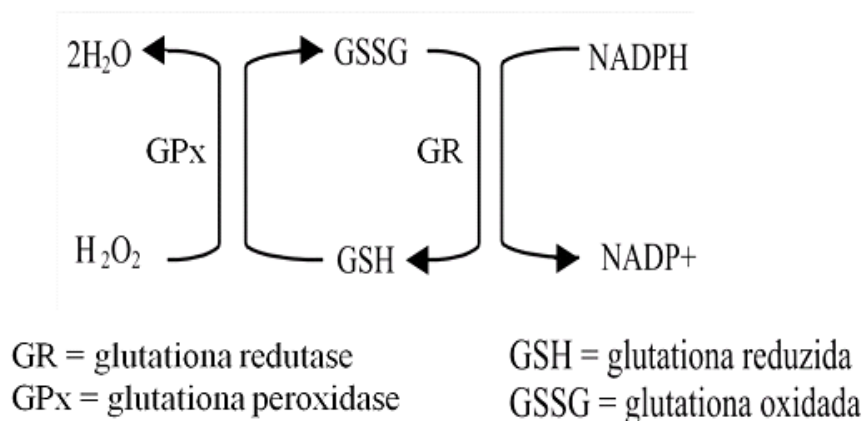 2H₂O GSSG NADPH
GPx GR
H₂O₂ GSH NADP+
GR = glutationa redutase GSH = glutationa reduzida
GPx = glutationa peroxidase GSSG = glutationa oxidada